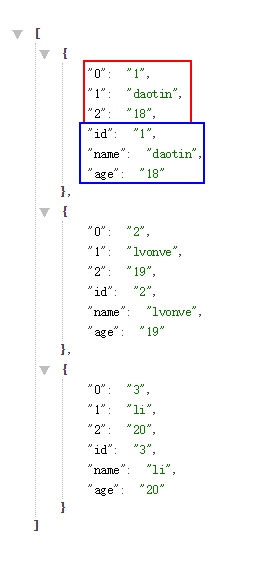 [
{
"0": "1",
"1": "daotin",
"2": "18",
"id": "1",
"name": "daotin",
"age": "18"
},
{
"0": "2",
"1": "lvonve",
"2": "19",
"id": "2",
"name": "lvonve",
"age": "19"
},
{
"0": "3",
"1": "li",
"2": "20",
"id": "3",
"name": "li",
"age": "20"
}
]